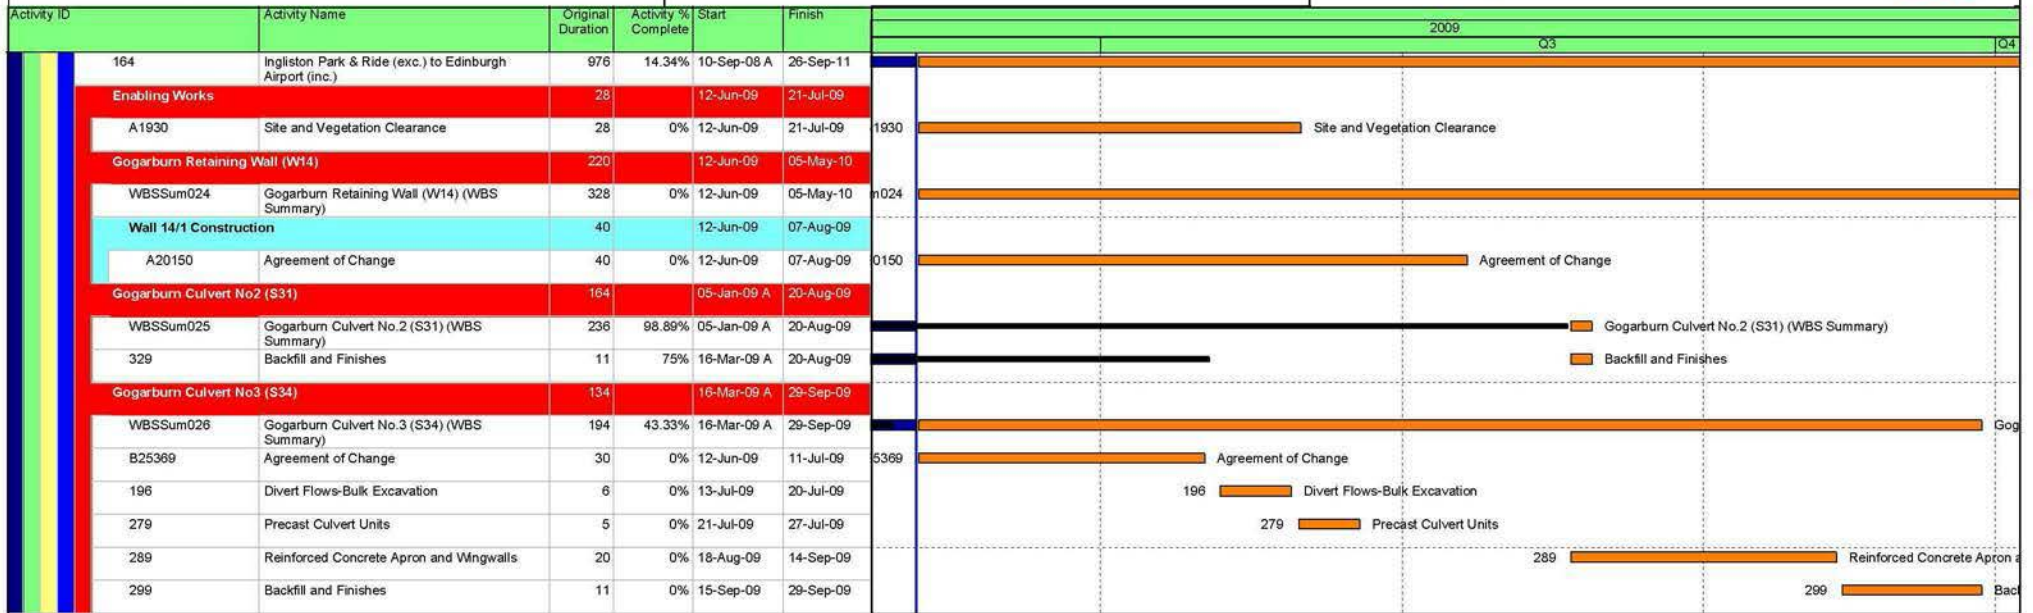 Activity ID Activity Name Original Duration Activity % Complete Start Finish
2009
Q3 Q4
164 Ingliston Park & Ride (exc.) to Edinburgh Airport (inc.) 976 14.34% 10-Sep-08 A 26-Sep-11
Enabling Works 28 12-Jun-09 21-Jul-09
A1930 Site and Vegetation Clearance 28 0% 12-Jun-09 21-Jul-09 1930 Site and Vegetation Clearance
Gogarburn Retaining Wall (W14) 220 12-Jun-09 05-May-10
WBSSum024 Gogarburn Retaining Wall (W14) (WBS Summary) 328 0% 12-Jun-09 05-May-10 m024
Wall 14/1 Construction 40 12-Jun-09 07-Aug-09
A20150 Agreement of Change 40 0% 12-Jun-09 07-Aug-09 0150 Agreement of Change
Gogarburn Culvert No2 (S31) 164 05-Jan-09 A 20-Aug-09
WBSSum025 Gogarburn Culvert No.2 (S31) (WBS Summary) 236 98.89% 05-Jan-09 A 20-Aug-09 Gogarburn Culvert No.2 (S31) (WBS Summary)
329 Backfill and Finishes 11 75% 16-Mar-09 A 20-Aug-09 Backfill and Finishes
Gogarburn Culvert No3 (S34) 134 16-Mar-09 A 29-Sep-09
WBSSum026 Gogarburn Culvert No.3 (S34) (WBS Summary) 194 43.33% 16-Mar-09 A 29-Sep-09 Gog
B25369 Agreement of Change 30 0% 12-Jun-09 11-Jul-09 5369 Agreement of Change
196 Divert Flows-Bulk Excavation 6 0% 13-Jul-09 20-Jul-09 196 Divert Flows-Bulk Excavation
279 Precast Culvert Units 5 0% 21-Jul-09 27-Jul-09 279 Precast Culvert Units
289 Reinforced Concrete Apron and Wingwalls 20 0% 18-Aug-09 14-Sep-09 289 Reinforced Concrete Apron a
299 Backfill and Finishes 11 0% 15-Sep-09 29-Sep-09 299 Bac